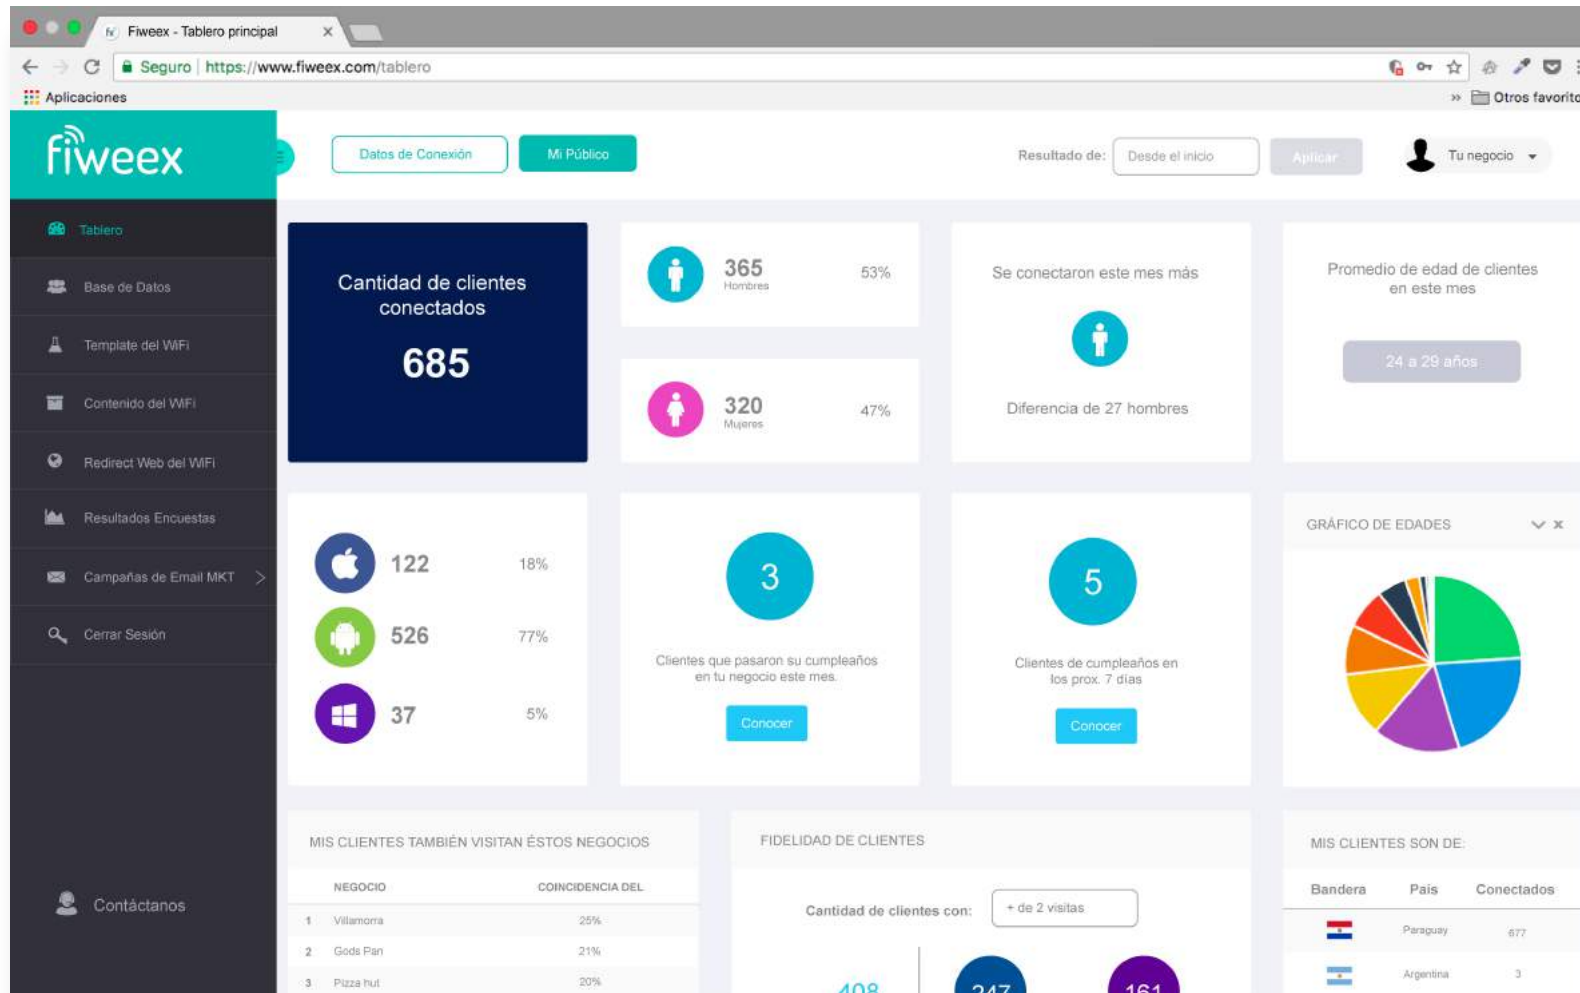 Fiweex - Tablero principal
Seguro | https://www.fiweex.com/tablero
Aplicaciones
» Otros favorito
fiweex
Datos de Conexión
Mi Público
Resultado de:
Desde el inicio
Aplicar
Tu negocio
Tablero
Base de Datos
Template del WiFi
Contenido del WiFi
Redirect Web del WiFi
Resultados Encuestas
Campañas de Email MKT
Cerrar Sesión
Contáctanos
Cantidad de clientes
conectados
685
365
Hombres
53%
320
Mujeres
47%
Se conectaron este mes más
Diferencia de 27 hombres
Promedio de edad de clientes
en este mes
24 a 29 años
122 18%
526 77%
37 5%
3
Clientes que pasaron su cumpleaños
en tu negocio este mes.
Conocer
5
Clientes de cumpleaños en
los prox. 7 días
Conocer
GRÁFICO DE EDADES
MIS CLIENTES TAMBIÉN VISITAN ÉSTOS NEGOCIOS
NEGOCIO COINCIDENCIA DEL
1 Villamorra 25%
2 Gods Pan 21%
3 Pizza hut 20%
FIDELIDAD DE CLIENTES
Cantidad de clientes con:
+ de 2 visitas
408
247
161
MIS CLIENTES SON DE:
Bandera País Conectados
Paraguay 677
Argentina 3